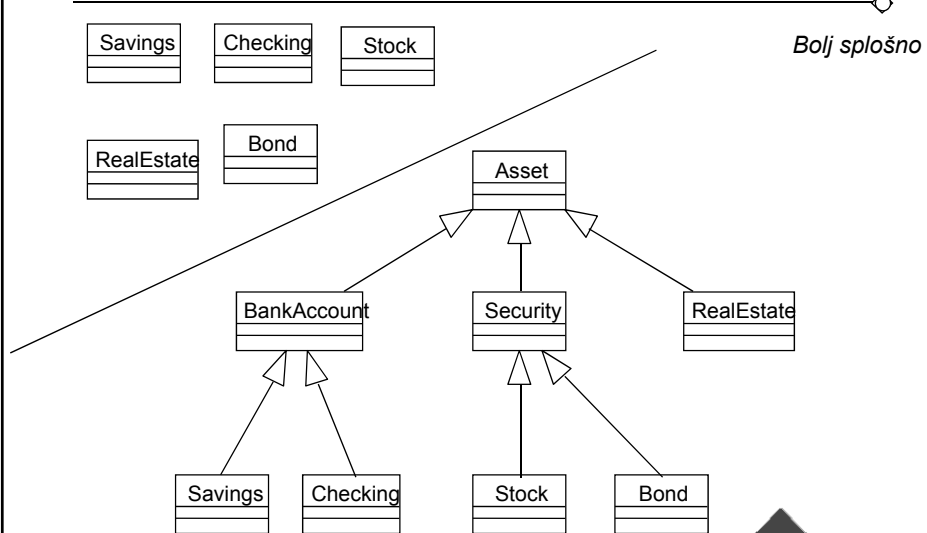 Savings
Checking
Stock
Bolj splošno
RealEstate
Bond
Asset
BankAccount
Security
RealEstate
Savings
Checking
Stock
Bond